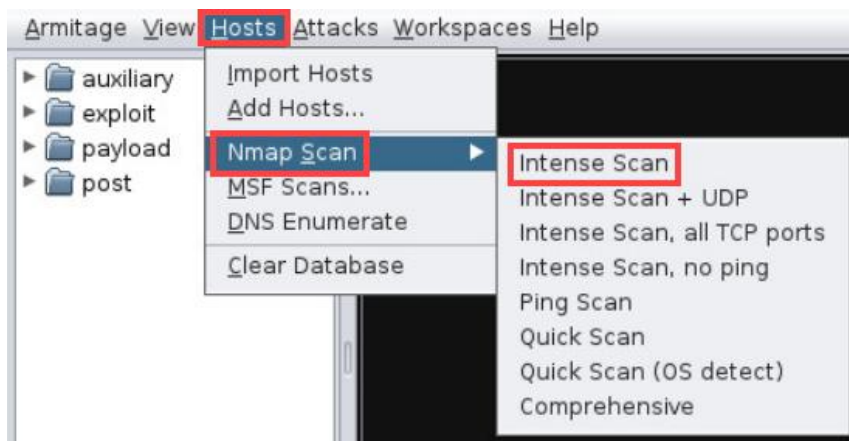 Armitage View Hosts Attacks Workspaces Help
auxiliary
exploit
payload
post
Import Hosts
Add Hosts...
Nmap Scan
MSF Scans...
DNS Enumerate
Clear Database
Intense Scan
Intense Scan + UDP
Intense Scan, all TCP ports
Intense Scan, no ping
Ping Scan
Quick Scan
Quick Scan (OS detect)
Comprehensive